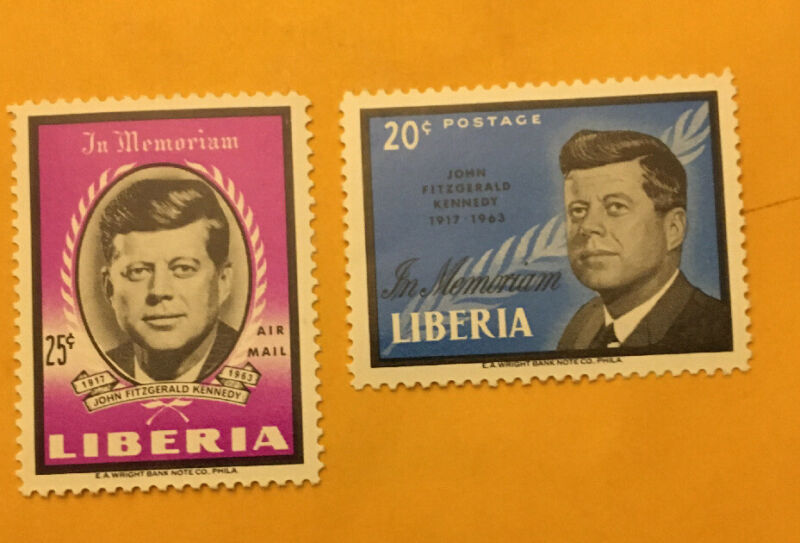 In Memoriam
25¢
AIR
MAIL
1917
1963
JOHN FITZGERALD KENNEDY
LIBERIA
E.A. WRIGHT BANK NOTE CO. PHILA.
20¢ POSTAGE
JOHN
FITZGERALD
KENNEDY
1917 · 1963
In Memoriam
LIBERIA
E.A. WRIGHT BANK NOTE CO. PHILA.